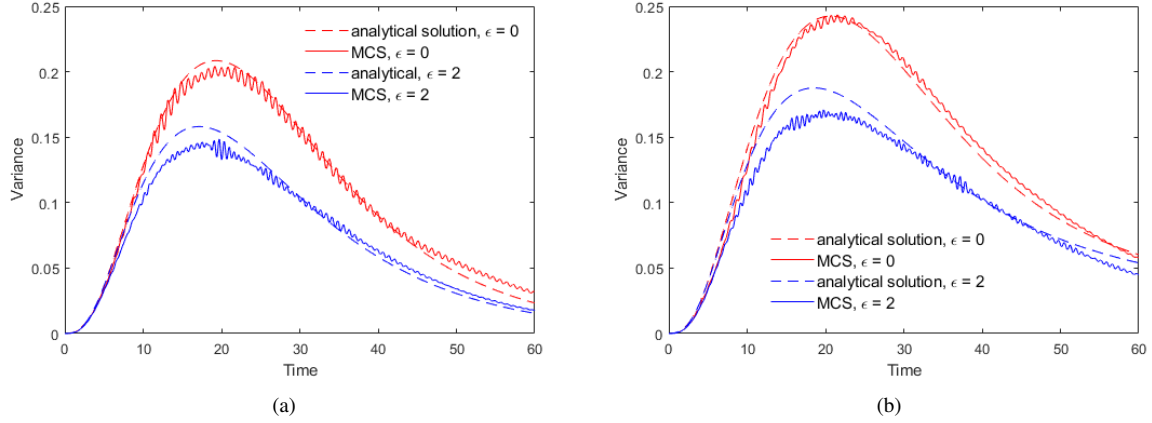 0.25
0.2
0.15
0.1
0.05
0
Variance
0 10 20 30 40 50 60
Time
analytical solution, ϵ = 0
MCS, ϵ = 0
analytical, ϵ = 2
MCS, ϵ = 2
(a)
0.25
0.2
0.15
0.1
0.05
0
Variance
0 10 20 30 40 50 60
Time
analytical solution, ϵ = 0
MCS, ϵ = 0
analytical solution, ϵ = 2
MCS, ϵ = 2
(b)